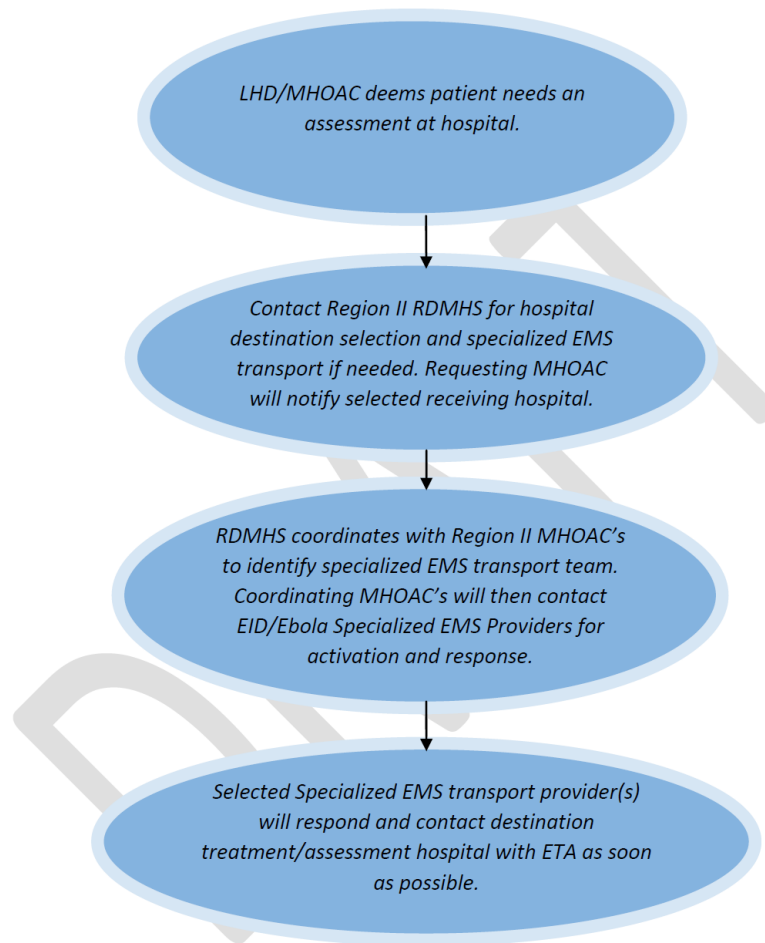 LHD/MHOAC deems patient needs an
assessment at hospital.
Contact Region II RDMHS for hospital
destination selection and specialized EMS
transport if needed. Requesting MHOAC
will notify selected receiving hospital.
RDMHS coordinates with Region II MHOAC’s
to identify specialized EMS transport team.
Coordinating MHOAC’s will then contact
EID/Ebola Specialized EMS Providers for
activation and response.
Selected Specialized EMS transport provider(s)
will respond and contact destination
treatment/assessment hospital with ETA as soon
as possible.
DRAFT